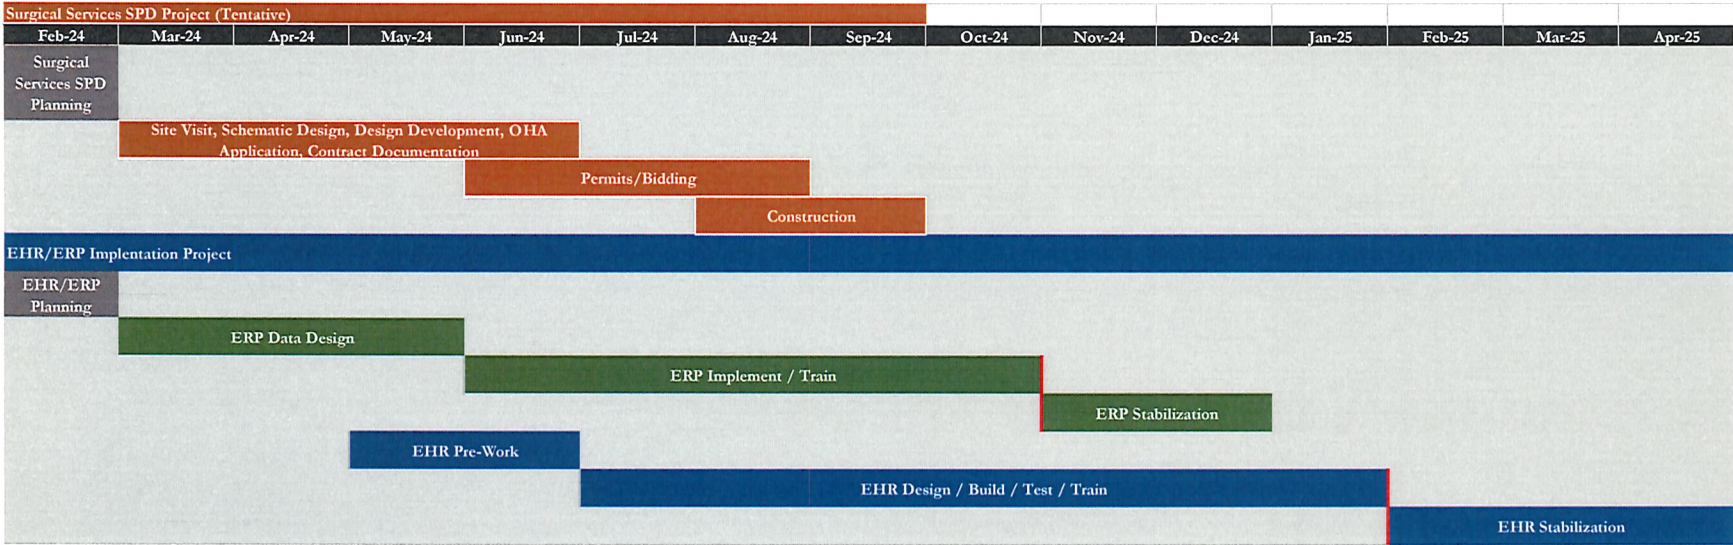 Surgical Services SPD Project (Tentative)
Feb-24 Mar-24 Apr-24 May-24 Jun-24 Jul-24 Aug-24 Sep-24 Oct-24 Nov-24 Dec-24 Jan-25 Feb-25 Mar-25 Apr-25
Surgical
Services SPD
Planning
Site Visit, Schematic Design, Design Development, OHA
Application, Contract Documentation
Permits/Bidding
Construction
EHR/ERP Implentation Project
EHR/ERP
Planning
ERP Data Design
ERP Implement / Train
ERP Stabilization
EHR Pre-Work
EHR Design / Build / Test / Train
EHR Stabilization